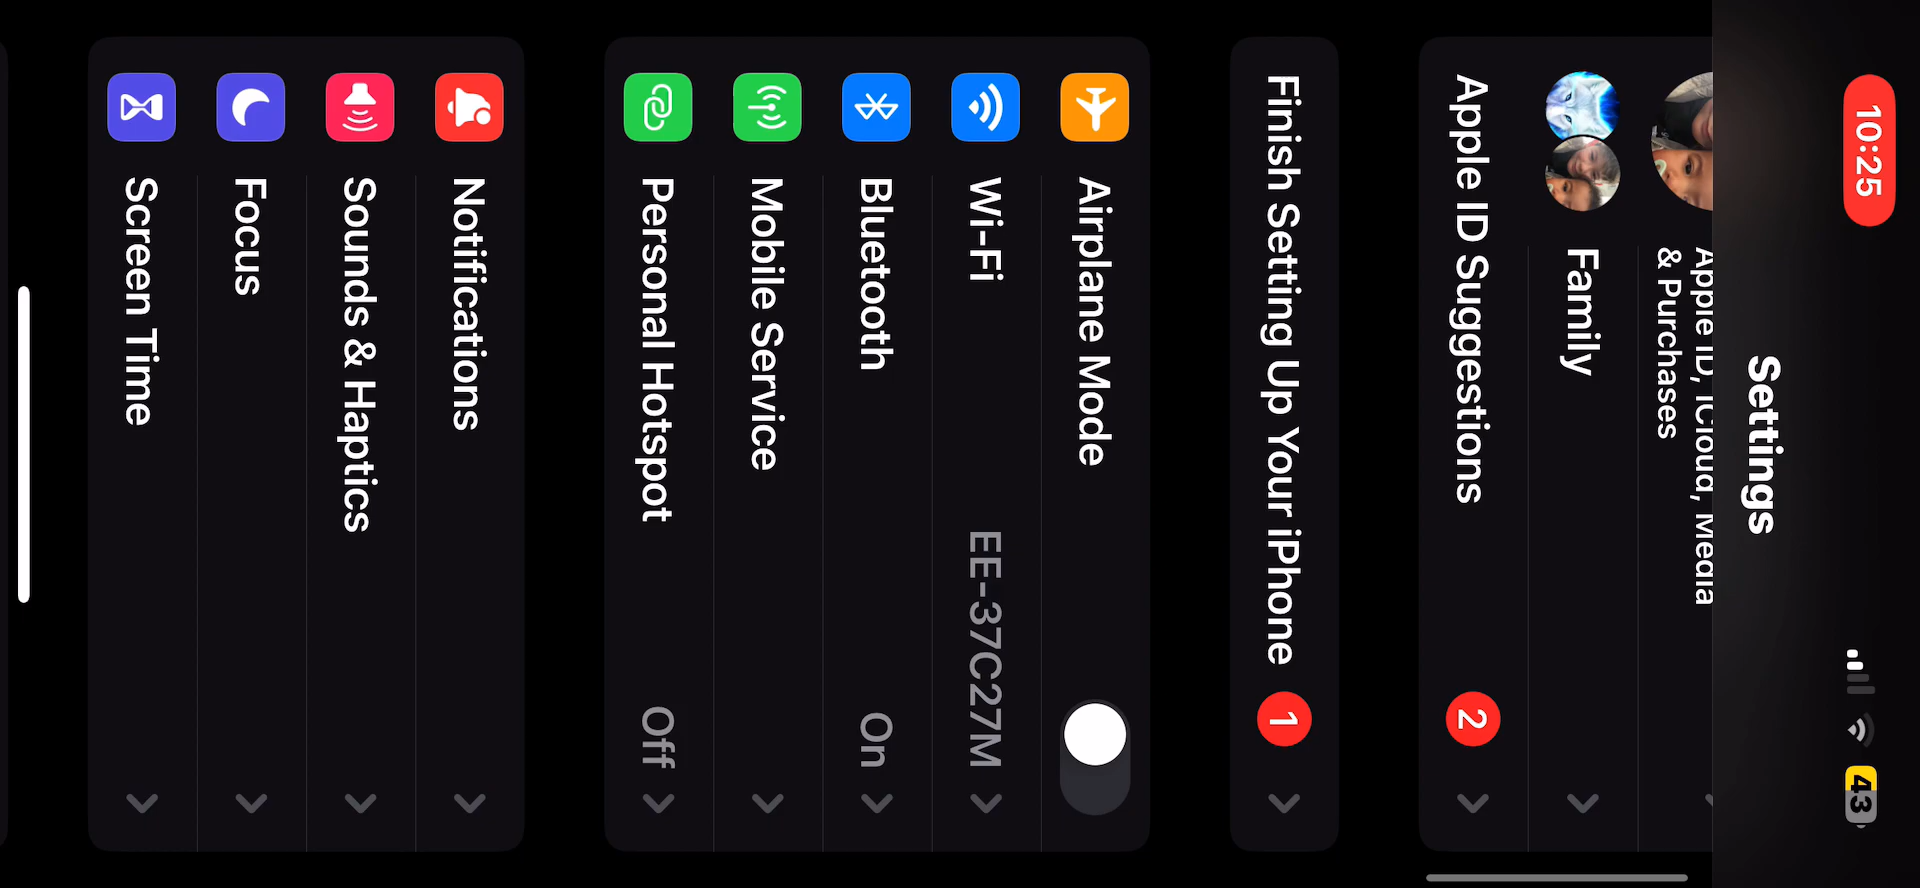 10:25
43
Settings
Apple ID, iCloud, Media
& Purchases
Family
Apple ID Suggestions
2
Finish Setting Up Your iPhone
1
Airplane Mode
Wi-Fi
EE-37C27M
Bluetooth
On
Mobile Service
Personal Hotspot
Off
Notifications
Sounds & Haptics
Focus
Screen Time